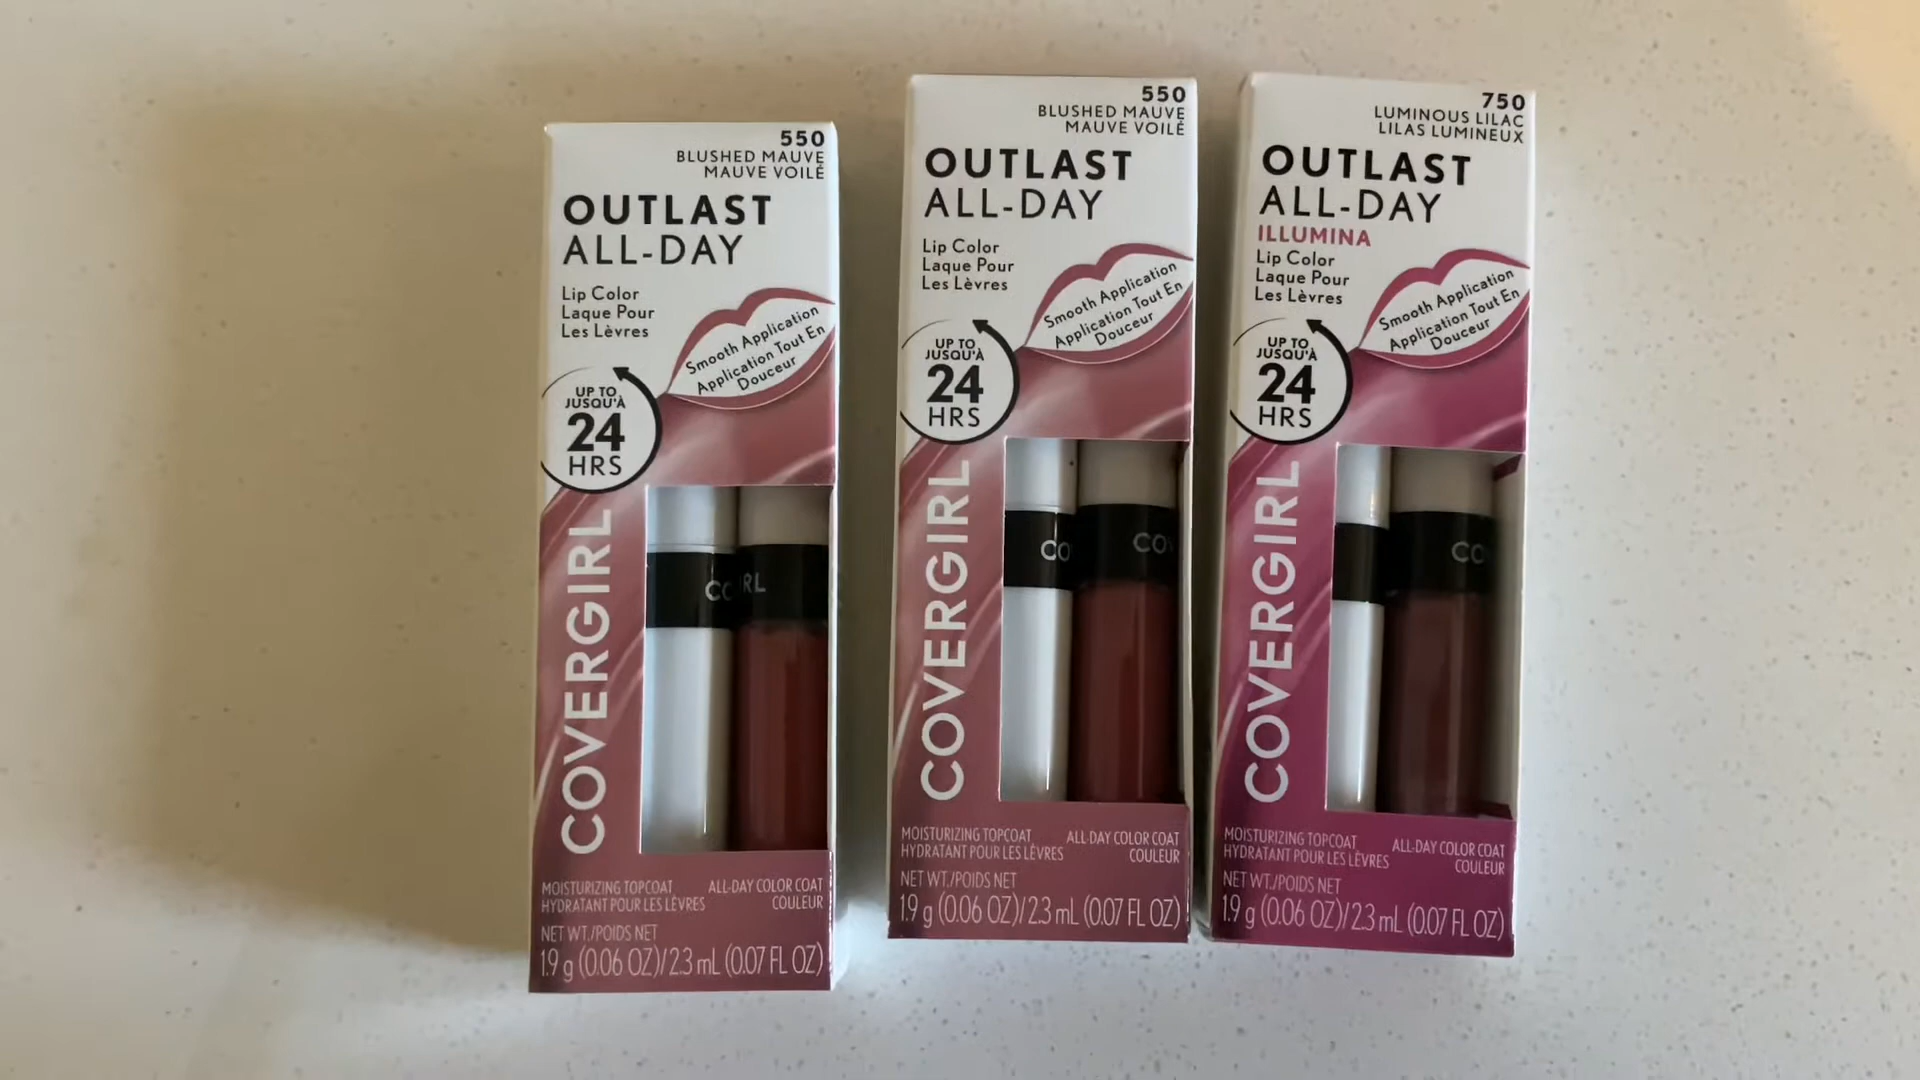 550
BLUSHED MAUVE
MAUVE VOILÉ
OUTLAST
ALL-DAY
Lip Color
Laque Pour
Les Lèvres
Smooth Application
Application Tout En
Douceur
UP TO
JUSQU'À
24
HRS
COVERGIRL
CO
RL
MOISTURIZING TOPCOAT
HYDRATANT POUR LES LÈVRES
ALL-DAY COLOR COAT
COULEUR
NET WT./POIDS NET
1.9 g (0.06 OZ)/2.3 mL (0.07 FL OZ)
550
BLUSHED MAUVE
MAUVE VOILÉ
OUTLAST
ALL-DAY
Lip Color
Laque Pour
Les Lèvres
Smooth Application
Application Tout En
Douceur
UP TO
JUSQU'À
24
HRS
COVERGIRL
CO
COV
MOISTURIZING TOPCOAT
HYDRATANT POUR LES LÈVRES
ALL-DAY COLOR COAT
COULEUR
NET WT./POIDS NET
1.9 g (0.06 OZ)/2.3 mL (0.07 FL OZ)
750
LUMINOUS LILAC
LILAS LUMINEUX
OUTLAST
ALL-DAY
ILLUMINA
Lip Color
Laque Pour
Les Lèvres
Smooth Application
Application Tout En
Douceur
UP TO
JUSQU'À
24
HRS
COVERGIRL
CO
MOISTURIZING TOPCOAT
HYDRATANT POUR LES LÈVRES
ALL-DAY COLOR COAT
COULEUR
NET WT./POIDS NET
1.9 g (0.06 OZ)/2.3 mL (0.07 FL OZ)